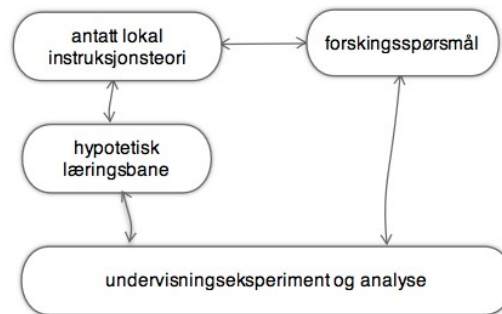 antatt lokal
instruksjonsteori
forskingsspørsmål
hypotetisk
læringsbane
undervisningseksperiment og analyse